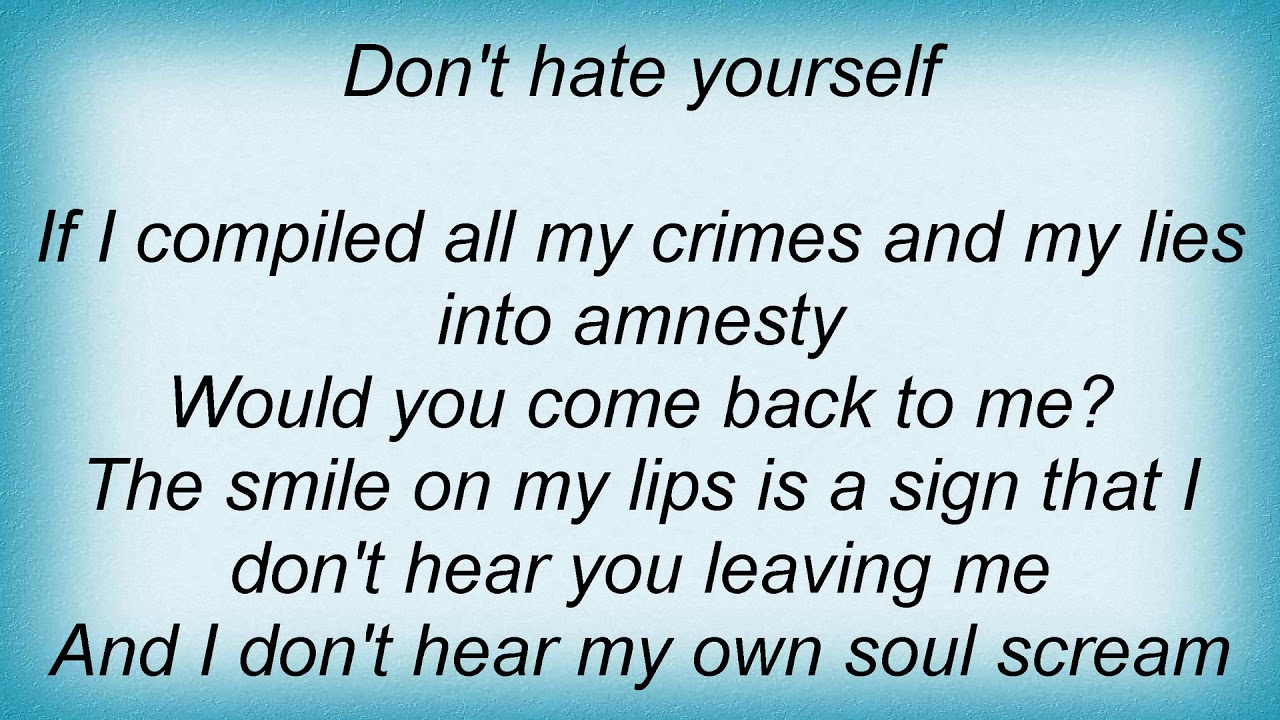 Don't hate yourself
If I compiled all my crimes and my lies
into amnesty
Would you come back to me?
The smile on my lips is a sign that I
don't hear you leaving me
And I don't hear my own soul scream